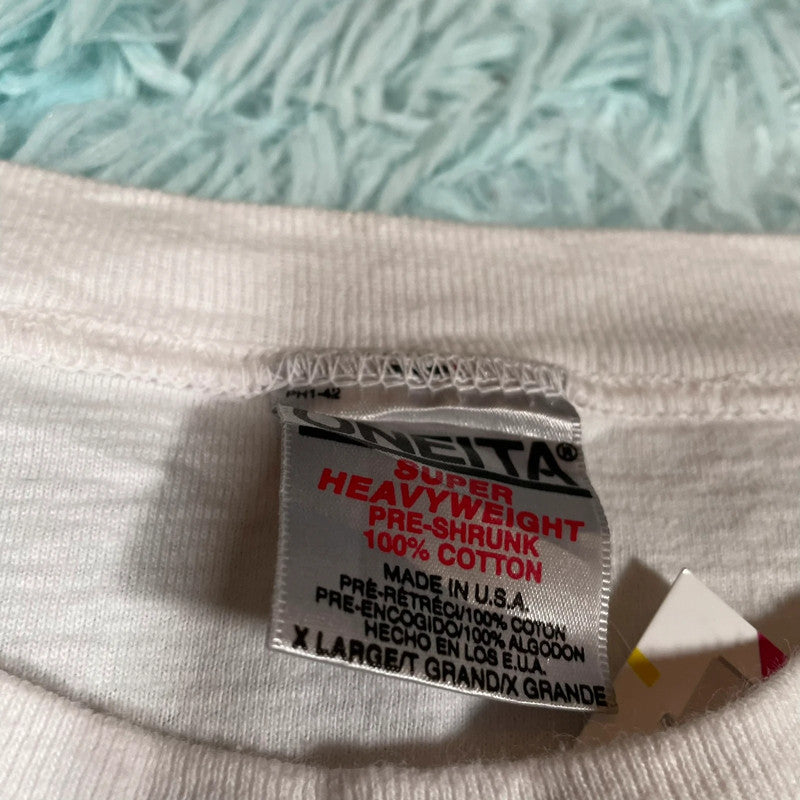 PH1-42
ONEITA®
SUPER
HEAVYWEIGHT
PRE-SHRUNK
100% COTTON
MADE IN U.S.A.
PRÉ-RÉTRÉCI/100% COTON
PRE-ENCOGIDO/100% ALGODON
HECHO EN LOS E.U.A.
X LARGE/T GRAND/X GRANDE